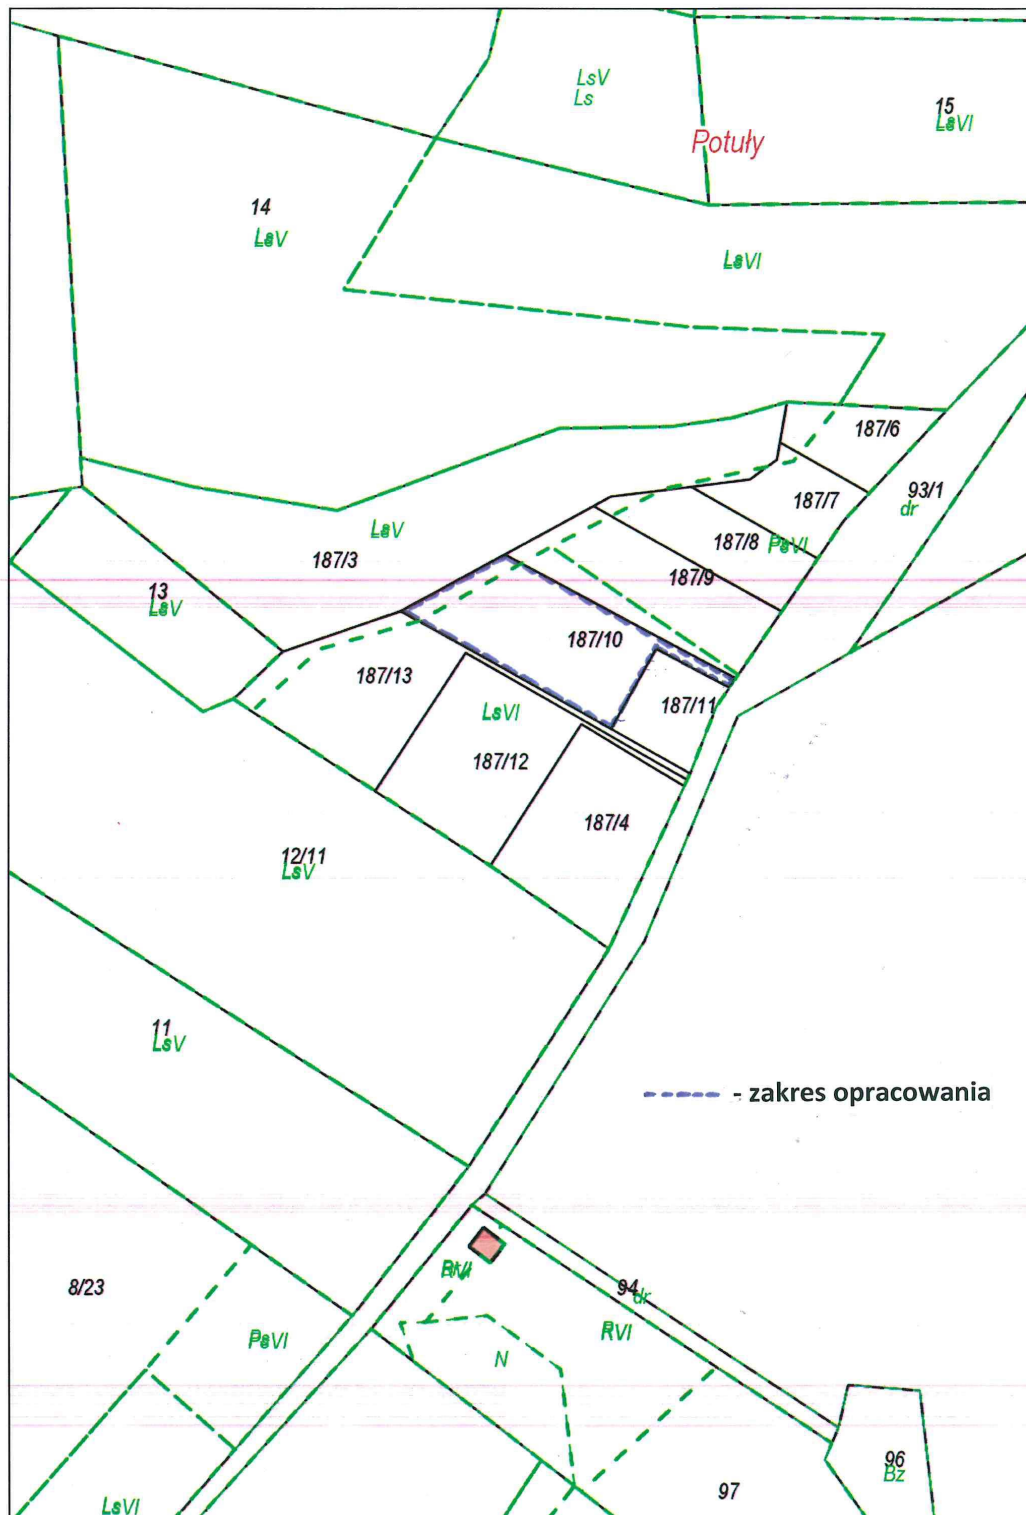 LsV
Ls
15
LsVI
Potuły
14
LsV
LsVI
187/6
93/1
dr
187/7
187/8
PsVI
LsV
187/3
187/9
13
LsV
187/10
187/13
187/11
LsVI
187/12
187/4
12/11
LsV
11
LsV
- zakres opracowania
8/23
94
dr
PsVI
RVI
N
96
Bz
97
LsVI